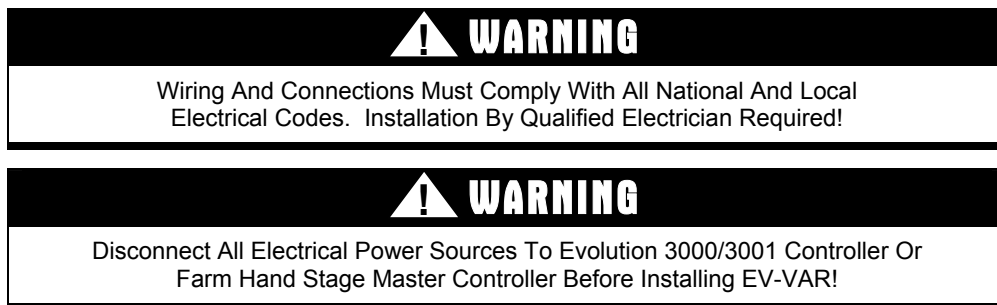 ! WARNING
Wiring And Connections Must Comply With All National And Local
Electrical Codes. Installation By Qualified Electrician Required!
! WARNING
Disconnect All Electrical Power Sources To Evolution 3000/3001 Controller Or
Farm Hand Stage Master Controller Before Installing EV-VAR!